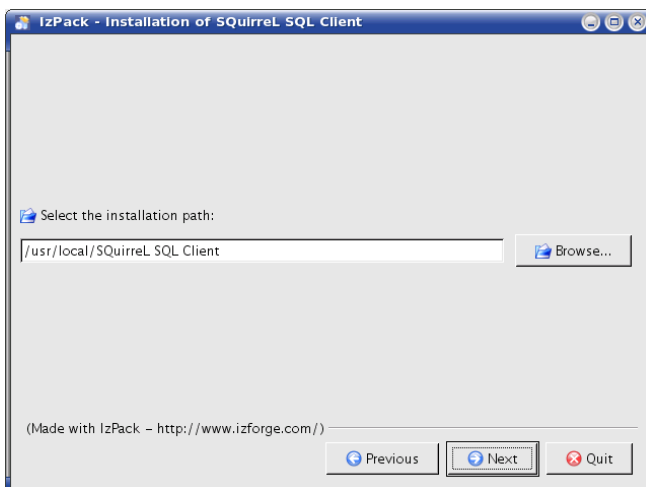 IzPack - Installation of SQuirreL SQL Client
Select the installation path:
/usr/local/SQuirreL SQL Client
Browse...
(Made with IzPack – http://www.izforge.com/)
Previous
Next
Quit